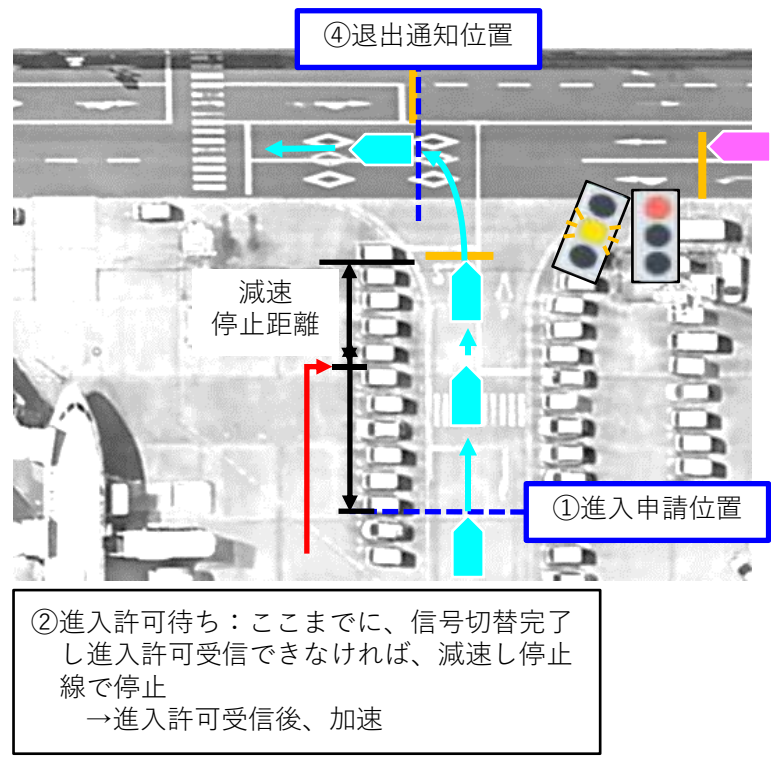 ④退出通知位置
減速
停止距離
①進入申請位置
②進入許可待ち：ここまでに、信号切替完了
し進入許可受信できなければ、減速し停止
線で停止
→進入許可受信後、加速